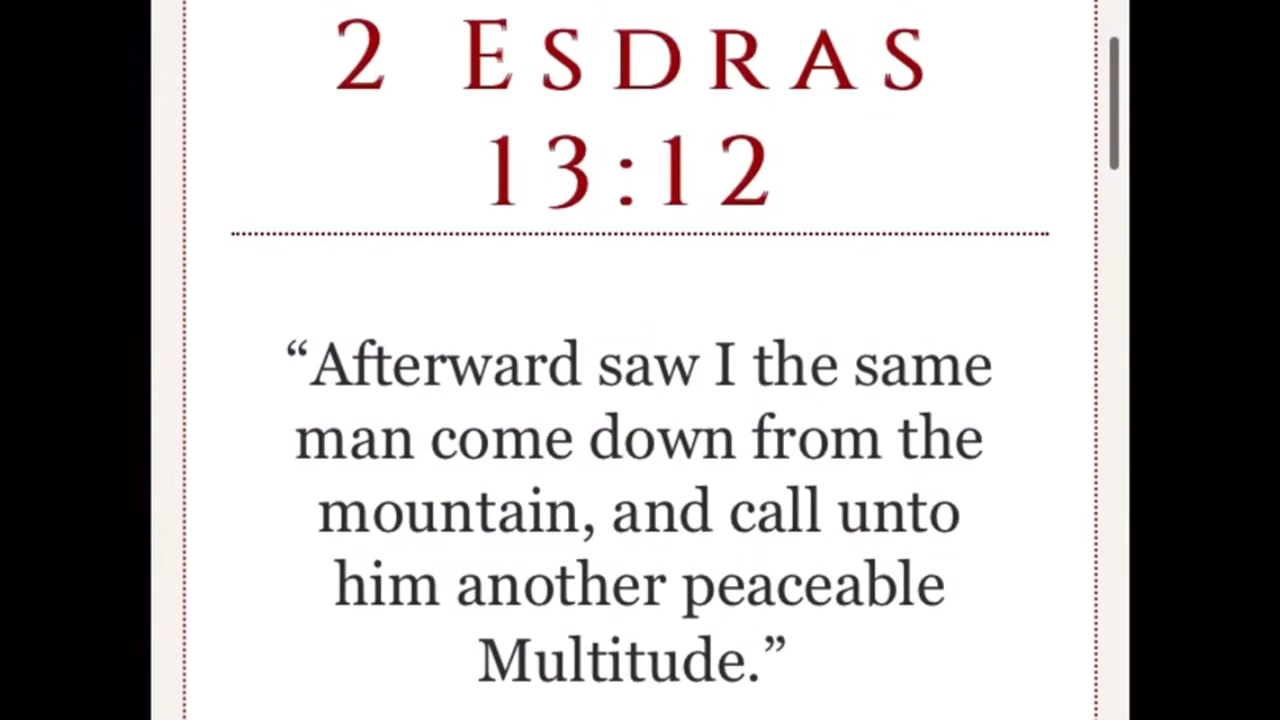 2 ESDRAS
13:12
“Afterward saw I the same
man come down from the
mountain, and call unto
him another peaceable
Multitude.”